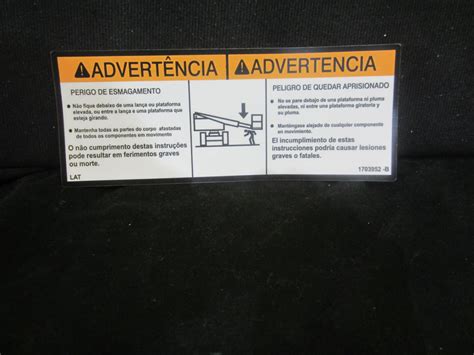 ADVERTÊNCIA
PERIGO DE ESMAGAMENTO
• Não fique debaixo de uma lança ou plataforma
elevada, ou entre a lança e uma plataforma que
esteja girando.
• Mantenha todas as partes do corpo afastadas
de todos os componentes em movimento.
O não cumprimento destas instruções
pode resultar em ferimentos graves
ou morte.
LAT
ADVERTENCIA
PELIGRO DE QUEDAR APRISIONADO
• No se pare debajo de una plataforma ni pluma
elevadas, ni entre una plataforma giratoria y
su pluma.
• Manténgase alejado de cualquier componente
en movimiento.
El incumplimiento de estas
instrucciones podría causar lesiones
graves o fatales.
1703952 -B